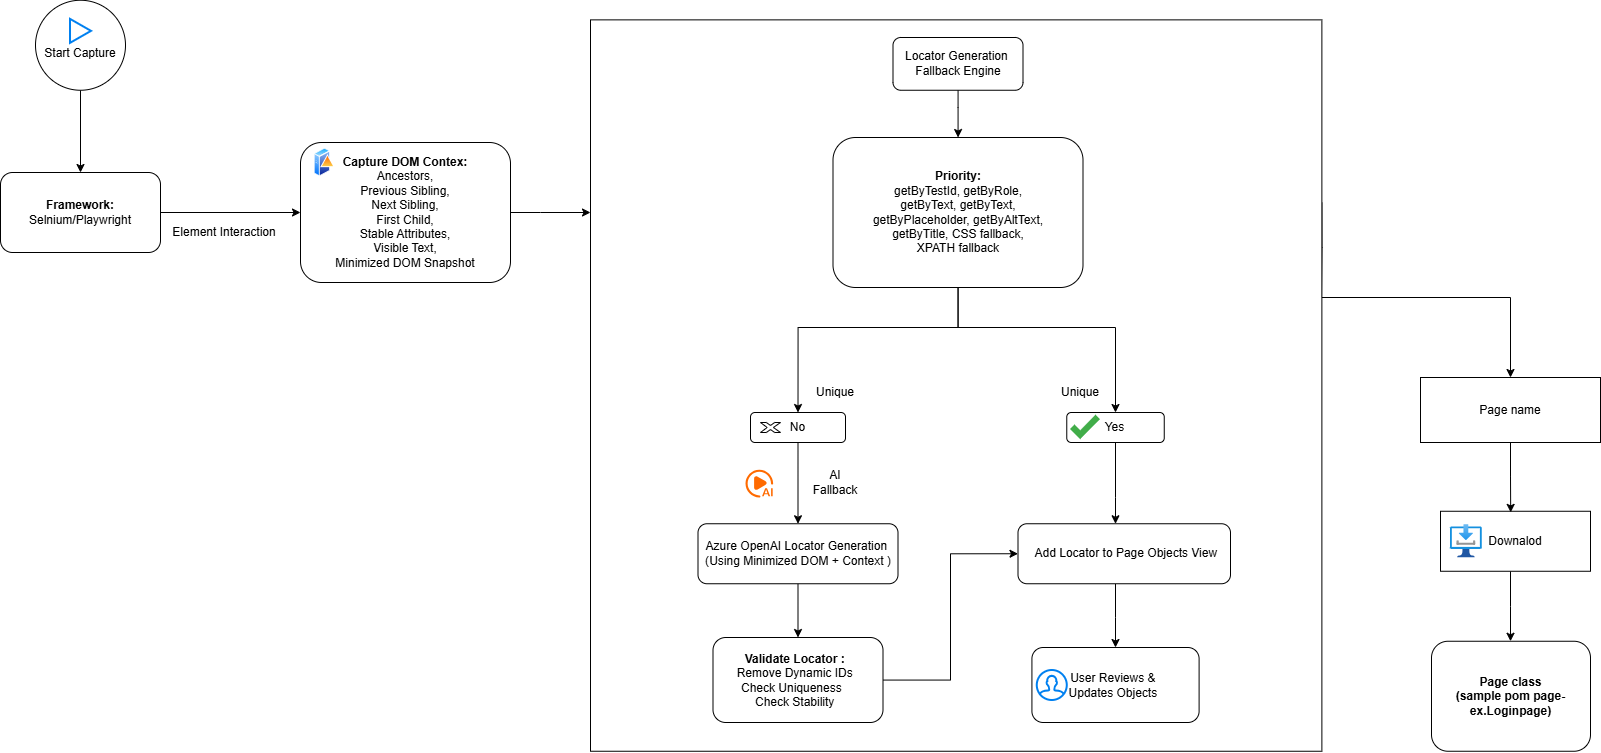 Start Capture
Framework:
Selnium/Playwright
Element Interaction
Capture DOM Contex:
Ancestors,
Previous Sibling,
Next Sibling,
First Child,
Stable Attributes,
Visible Text,
Minimized DOM Snapshot
Locator Generation
Fallback Engine
Priority:
getByTestId, getByRole,
getByText, getByText,
getByPlaceholder, getByAltText,
getByTitle, CSS fallback,
XPATH fallback
Unique
No
AI
AI
Fallback
Azure OpenAI Locator Generation
(Using Minimized DOM + Context )
Validate Locator :
Remove Dynamic IDs
Check Uniqueness
Check Stability
Unique
Yes
Add Locator to Page Objects View
User Reviews &
Updates Objects
Page name
Downalod
Page class
(sample pom page-
ex.Loginpage)